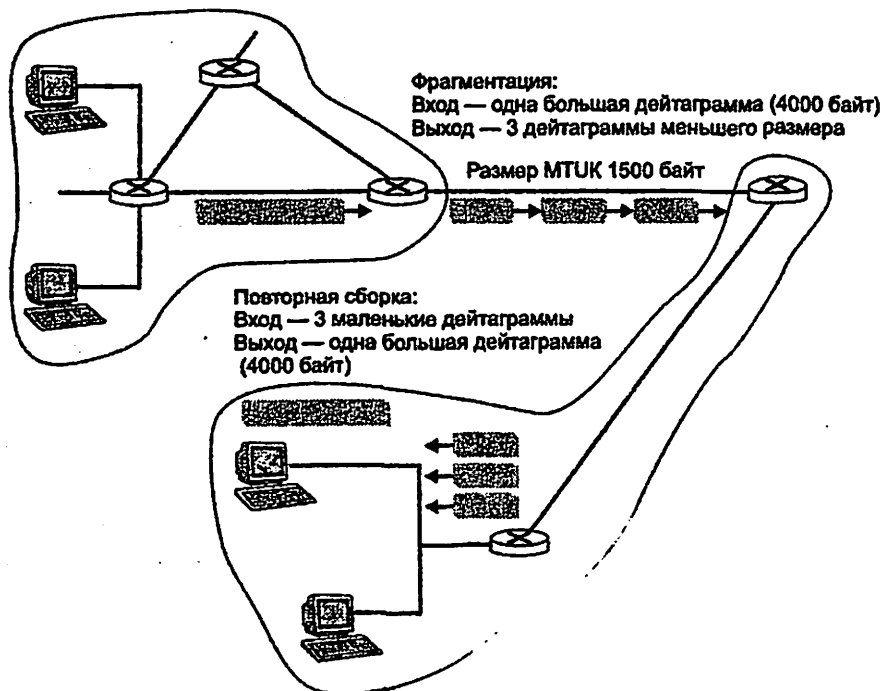 Фрагментация:
Вход — одна большая дейтаграмма (4000 байт)
Выход — 3 дейтаграммы меньшего размера
Размер MTUK 1500 байт
Повторная сборка:
Вход — 3 маленькие дейтаграммы
Выход — одна большая дейтаграмма
(4000 байт)